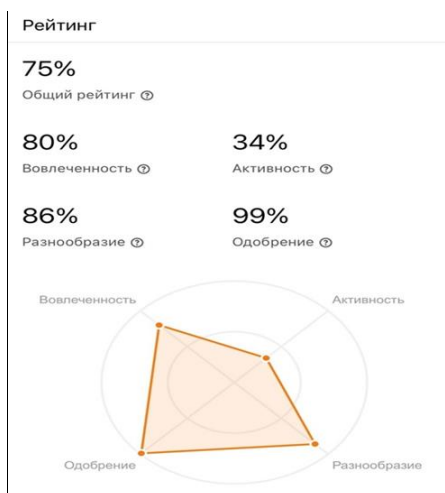 Рейтинг
75%
Общий рейтинг ?
80% 34%
Вовлеченность ? Активность ?
86% 99%
Разнообразие ? Одобрение ?
Вовлеченность Активность
Одобрение Разнообразие